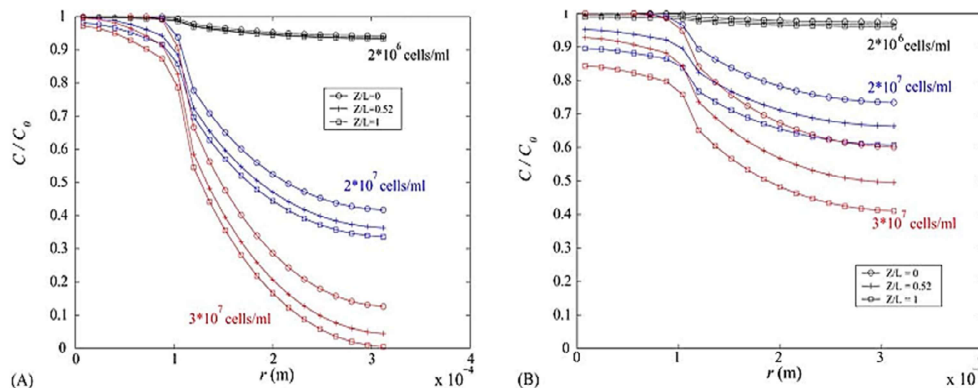 1
0.9
0.8
0.7
0.6
0.5
0.4
0.3
0.2
0.1
0
C / C0
2*10^6 cells/ml
Z/L=0
Z/L=0.52
Z/L=1
2*10^7 cells/ml
3*10^7 cells/ml
0 1 2 3 4
(A) r (m) x 10^-4
1
0.9
0.8
0.7
0.6
0.5
0.4
0.3
0.2
0.1
0
C / C0
2*10^6 cells/ml
2*10^7 cells/ml
3*10^7 cells/ml
Z/L = 0
Z/L = 0.52
Z/L = 1
0 1 2 3
(B) r (m) x 10